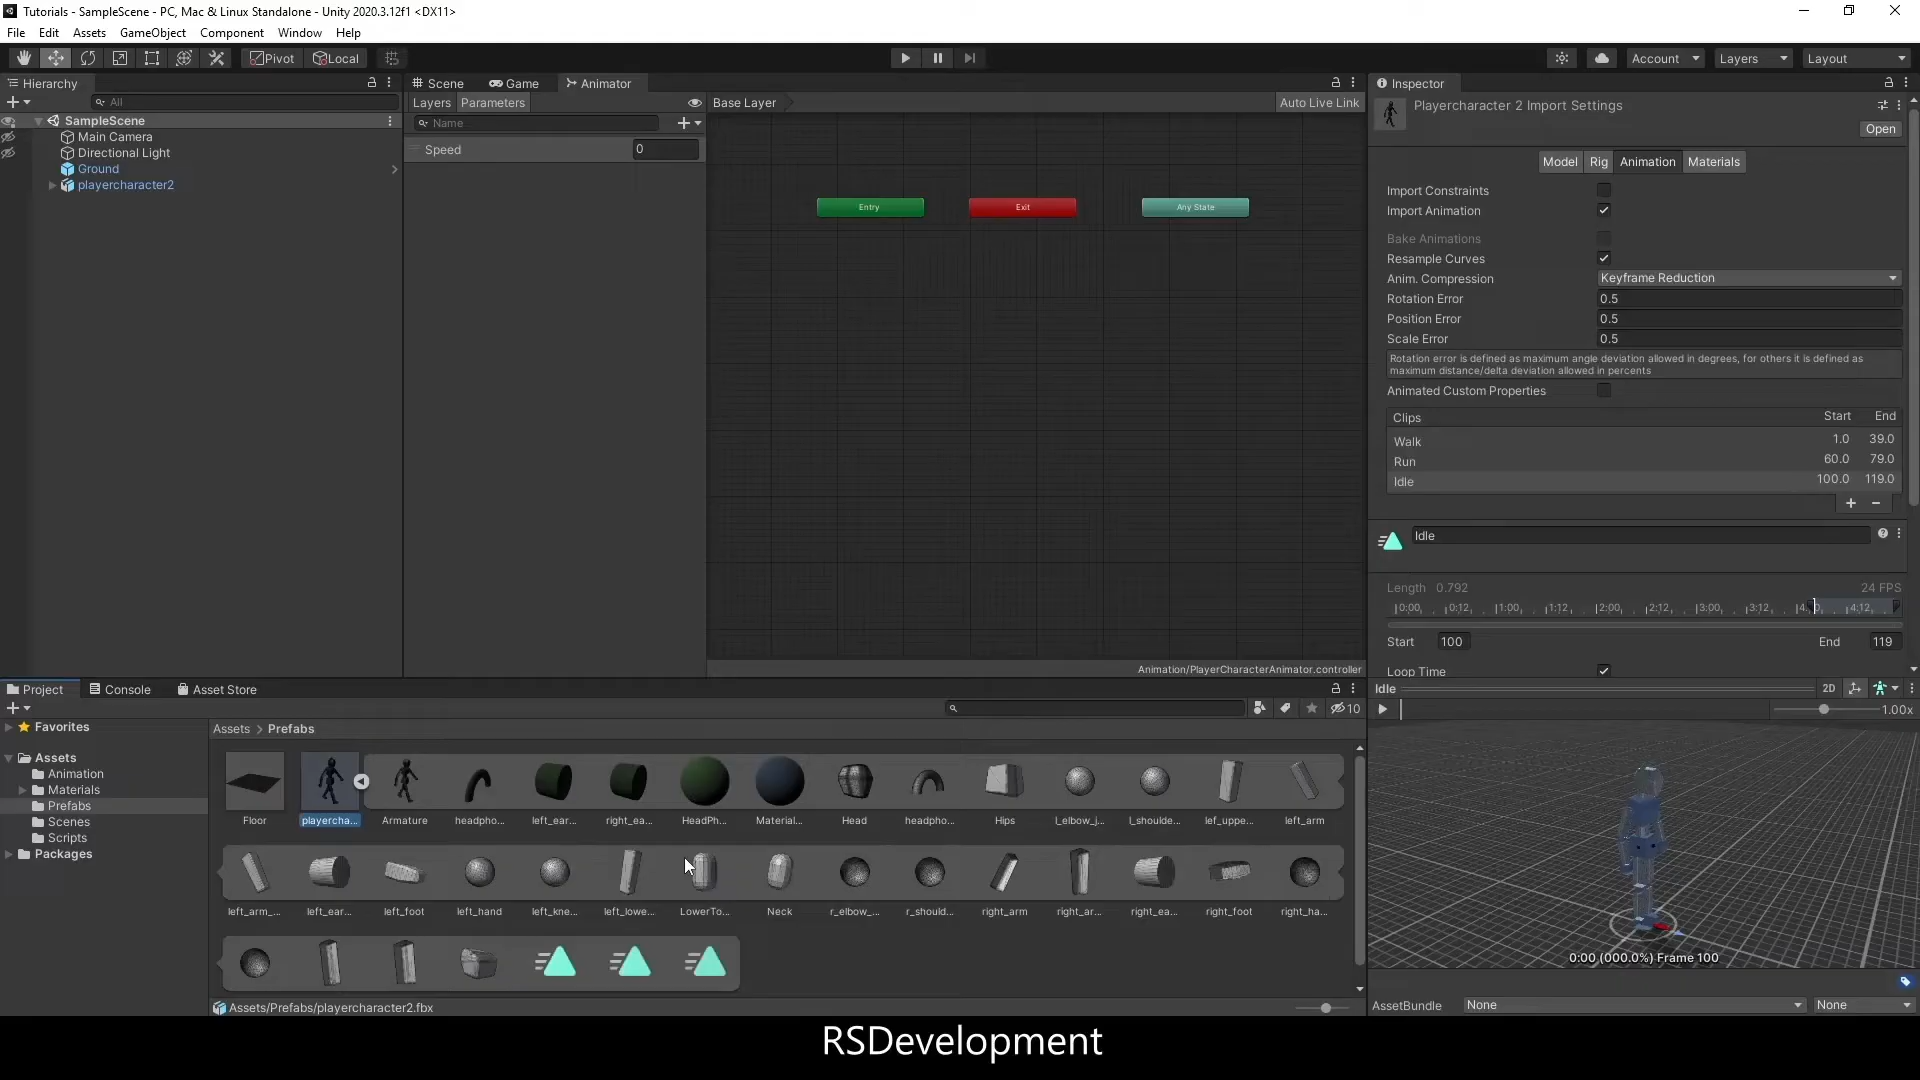 Tutorials - SampleScene - PC, Mac & Linux Standalone - Unity 2020.3.12f1 <DX11>
File Edit Assets GameObject Component Window Help
Pivot Local Account Layers Layout
Hierarchy Scene Game Animator Inspector
All Layers Parameters Base Layer Auto Live Link Playercharacter 2 Import Settings
SampleScene Name Open
Main Camera
Directional Light Speed 0
Ground
playercharacter2
Entry Exit Any State
Model Rig Animation Materials
Import Constraints
Import Animation
Bake Animations
Resample Curves
Anim. Compression Keyframe Reduction
Rotation Error 0.5
Position Error 0.5
Scale Error 0.5
Rotation error is defined as maximum angle deviation allowed in degrees, for others it is defined as
maximum distance/delta deviation allowed in percents
Animated Custom Properties
Clips Start End
Walk 1.0 39.0
Run 60.0 79.0
Idle 100.0 119.0
+ −
Idle
Length 0.792 24 FPS
0:00 0:12 1:00 1:12 2:00 2:12 3:00 3:12 4:12
Start 100 End 119
Loop Time
Animation/PlayerCharacterAnimator.controller
Project Console Asset Store Idle 2D
10 1.00x
Favorites Assets > Prefabs
Assets
Animation
Materials
Prefabs
Scenes
Scripts
Packages
Floor playercha... Armature headpho... left_ear... right_ea... HeadPh... Material... Head headpho... Hips l_elbow_j... l_shoulde... lef_uppe... left_arm
left_arm_... left_ear... left_foot left_hand left_kne... left_lowe... LowerTo... Neck r_elbow_... r_should... right_arm right_ar... right_ea... right_foot right_ha...
0:00 (000.0%) Frame 100
Assets/Prefabs/playercharacter2.fbx AssetBundle None None
RSDevelopment